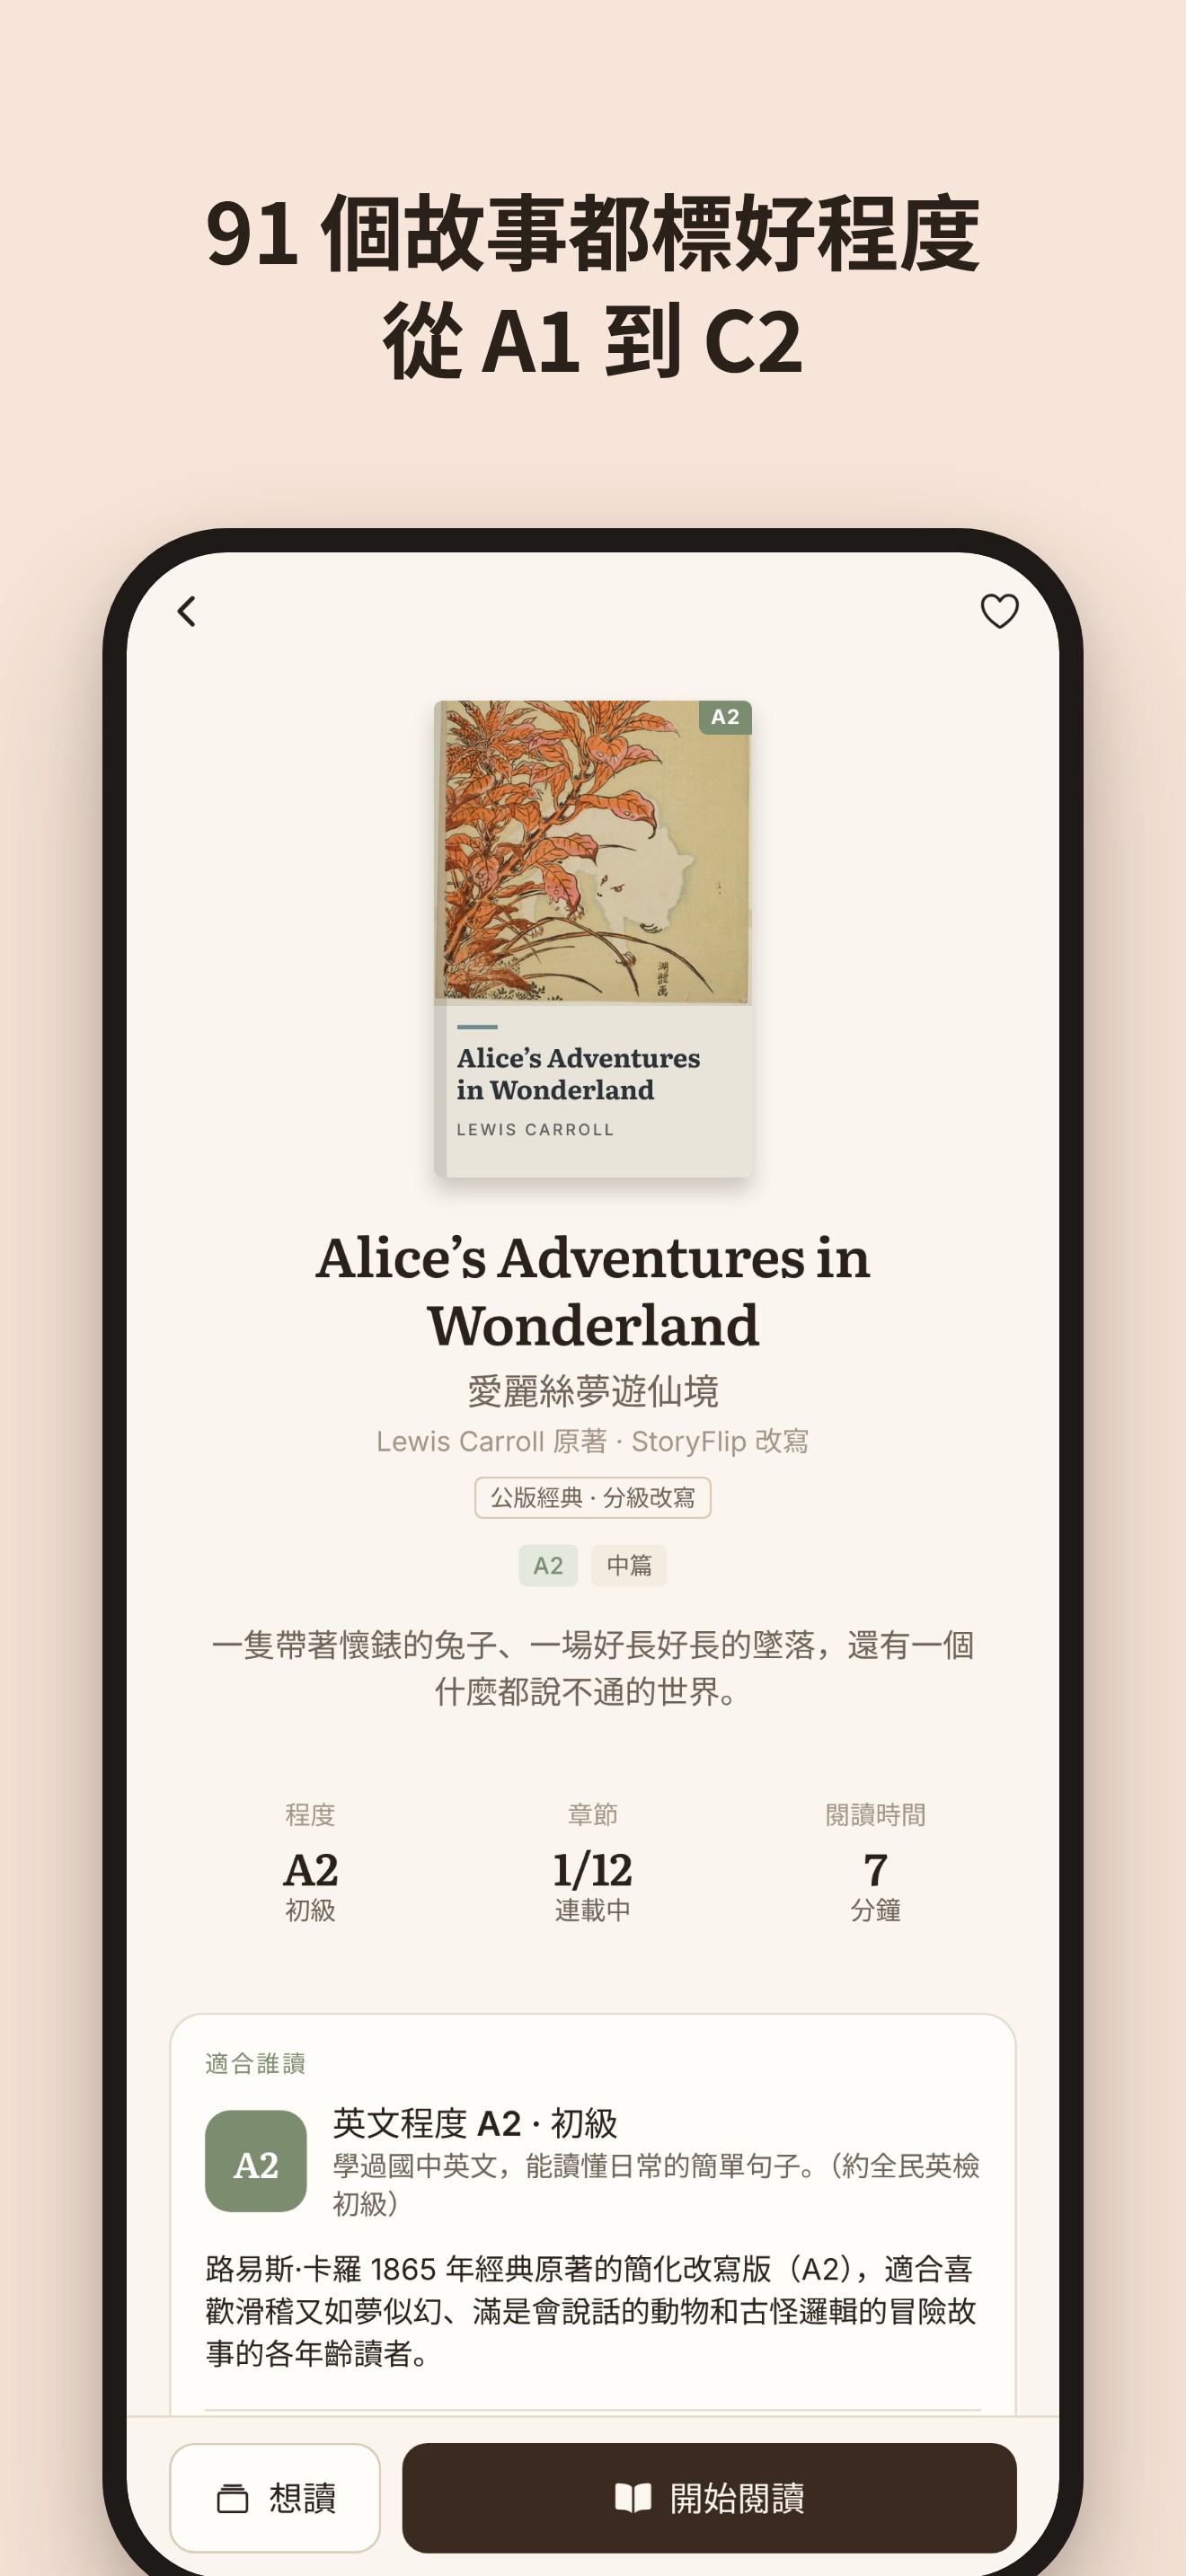 91 個故事都標好程度
從 A1 到 C2
A2
Alice’s Adventures
in Wonderland
LEWIS CARROLL
Alice’s Adventures in
Wonderland
愛麗絲夢遊仙境
Lewis Carroll 原著 · StoryFlip 改寫
公版經典 · 分級改寫
A2 中篇
一隻帶著懷錶的兔子、一場好長好長的墜落，還有一個
什麼都說不通的世界。
程度 章節 閱讀時間
A2 1/12 7
初級 連載中 分鐘
適合誰讀
A2
英文程度 A2 · 初級
學過國中英文，能讀懂日常的簡單句子。（約全民英檢
初級）
路易斯·卡羅 1865 年經典原著的簡化改寫版（A2），適合喜
歡滑稽又如夢似幻、滿是會說話的動物和古怪邏輯的冒險故
事的各年齡讀者。
想讀 開始閱讀